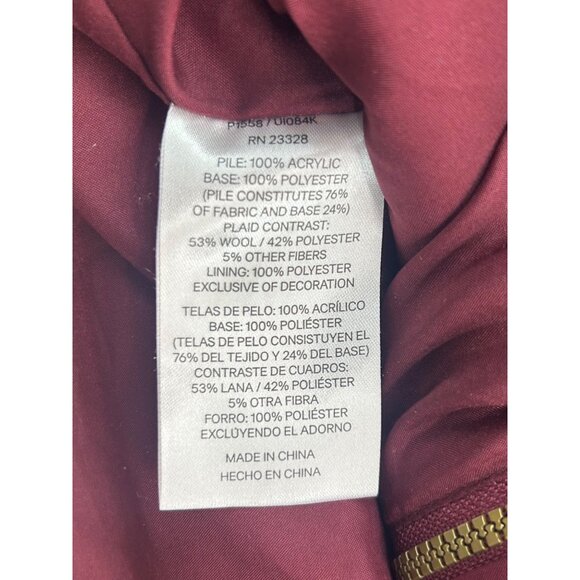 P1558 / U10B4K
RN 23328
PILE: 100% ACRYLIC
BASE: 100% POLYESTER
(PILE CONSTITUTES 76%
OF FABRIC AND BASE 24%)
PLAID CONTRAST:
53% WOOL / 42% POLYESTER
5% OTHER FIBERS
LINING: 100% POLYESTER
EXCLUSIVE OF DECORATION
TELAS DE PELO: 100% ACRÍLICO
BASE: 100% POLIÉSTER
(TELAS DE PELO CONSISTUYEN EL
76% DEL TEJIDO Y 24% DEL BASE)
CONTRASTE DE CUADROS:
53% LANA / 42% POLIÉSTER
5% OTRA FIBRA
FORRO: 100% POLIÉSTER
EXCLUYENDO EL ADORNO
MADE IN CHINA
HECHO EN CHINA